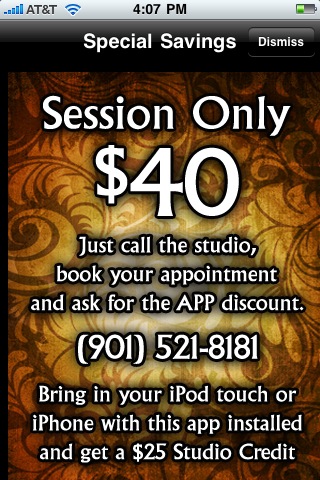 AT&T 4:07 PM
Special Savings Dismiss
Session Only
$40
Just call the studio,
book your appointment
and ask for the APP discount.
(901) 521-8181
Bring in your iPod touch or
iPhone with this app installed
and get a $25 Studio Credit